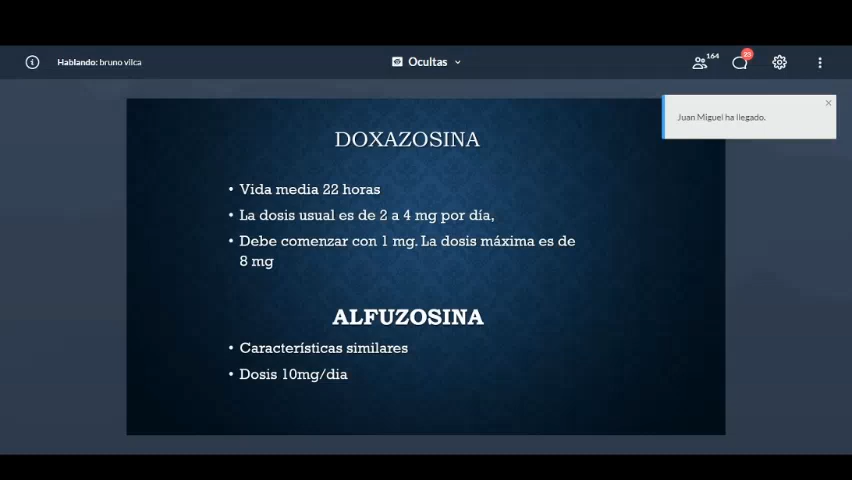 Hablando: bruno vilca
Ocultas
164
23
Juan Miguel ha llegado.
DOXAZOSINA
• Vida media 22 horas
• La dosis usual es de 2 a 4 mg por día,
• Debe comenzar con 1 mg. La dosis máxima es de
8 mg
ALFUZOSINA
• Características similares
• Dosis 10mg/dia